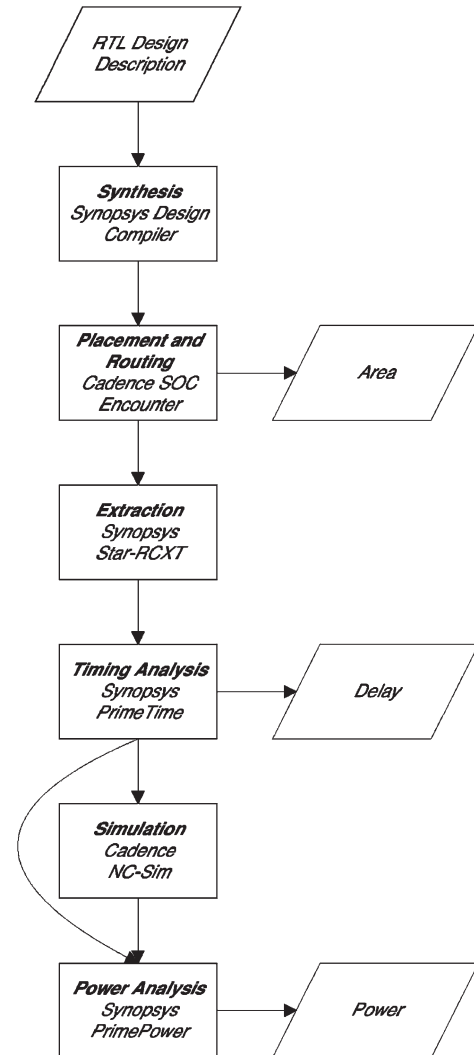 RTL Design
Description
Synthesis
Synopsys Design
Compiler
Placement and
Routing
Cadence SOC
Encounter
Area
Extraction
Synopsys
Star-RCXT
Timing Analysis
Synopsys
PrimeTime
Delay
Simulation
Cadence
NC-Sim
Power Analysis
Synopsys
PrimePower
Power